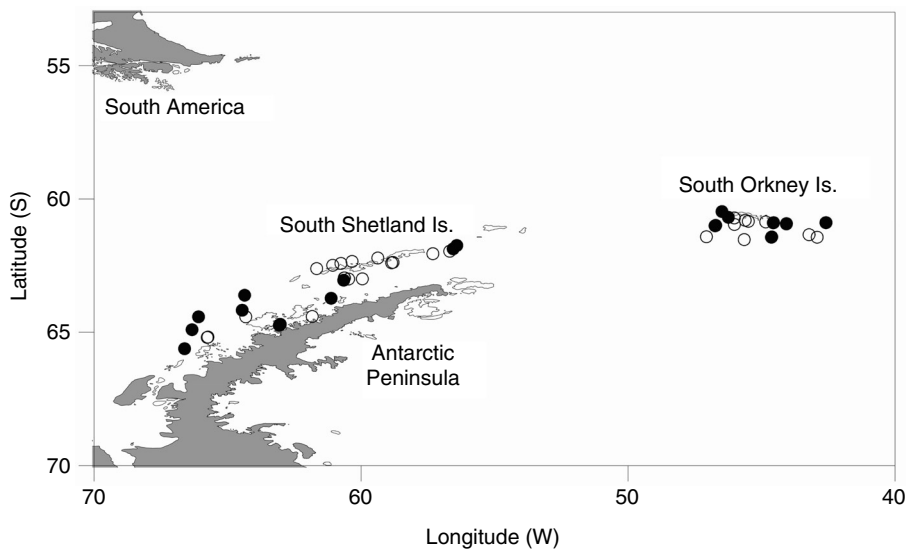 55
South America
60
South Orkney Is.
South Shetland Is.
Latitude (S)
65
Antarctic
Peninsula
70
70
60
50
40
Longitude (W)